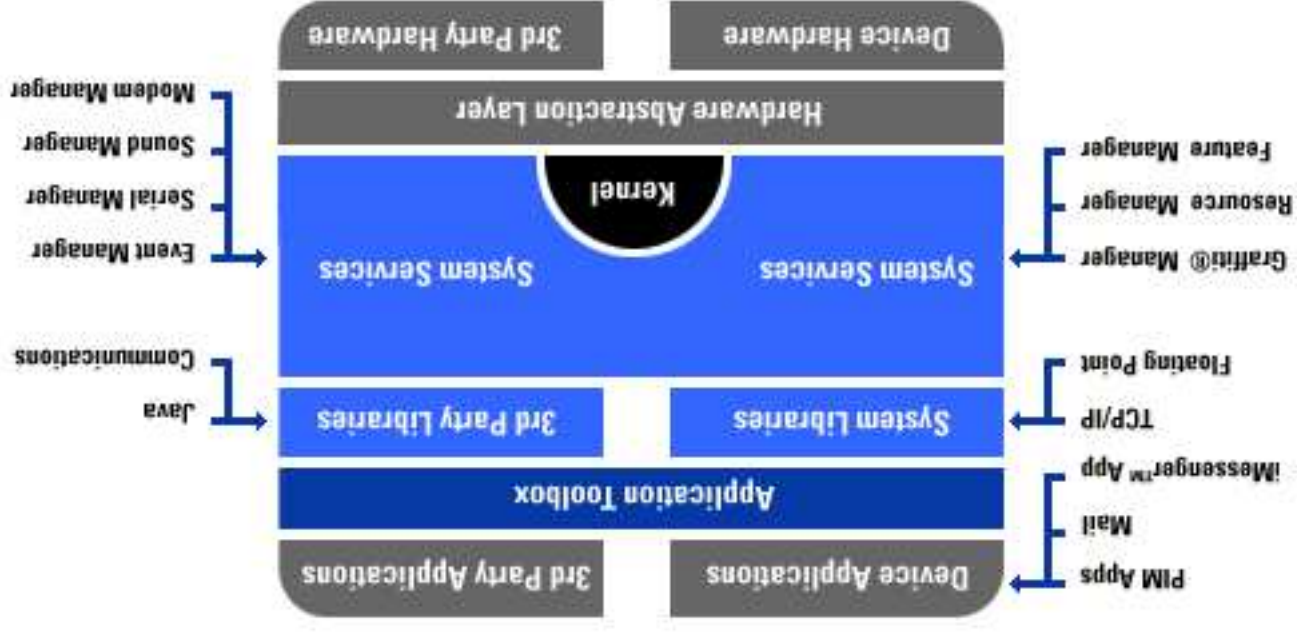 PIM Apps
Mail
iMessenger™ App
TCP/IP
Floating Point
Graffiti® Manager
Resource Manager
Feature Manager
Device Applications
3rd Party Applications
Application Toolbox
System Libraries
3rd Party Libraries
System Services
System Services
Kernel
Hardware Abstraction Layer
Device Hardware
3rd Party Hardware
Java
Communications
Event Manager
Serial Manager
Sound Manager
Modem Manager